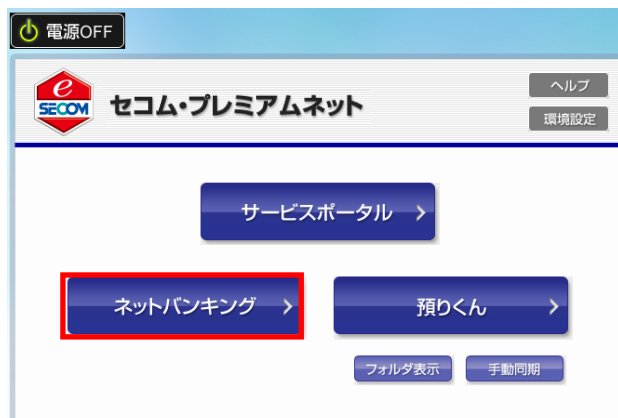 電源OFF
e
SECOM
セコム・プレミアムネット
ヘルプ
環境設定
サービスポータル
ネットバンキング
預りくん
フォルダ表示
手動同期